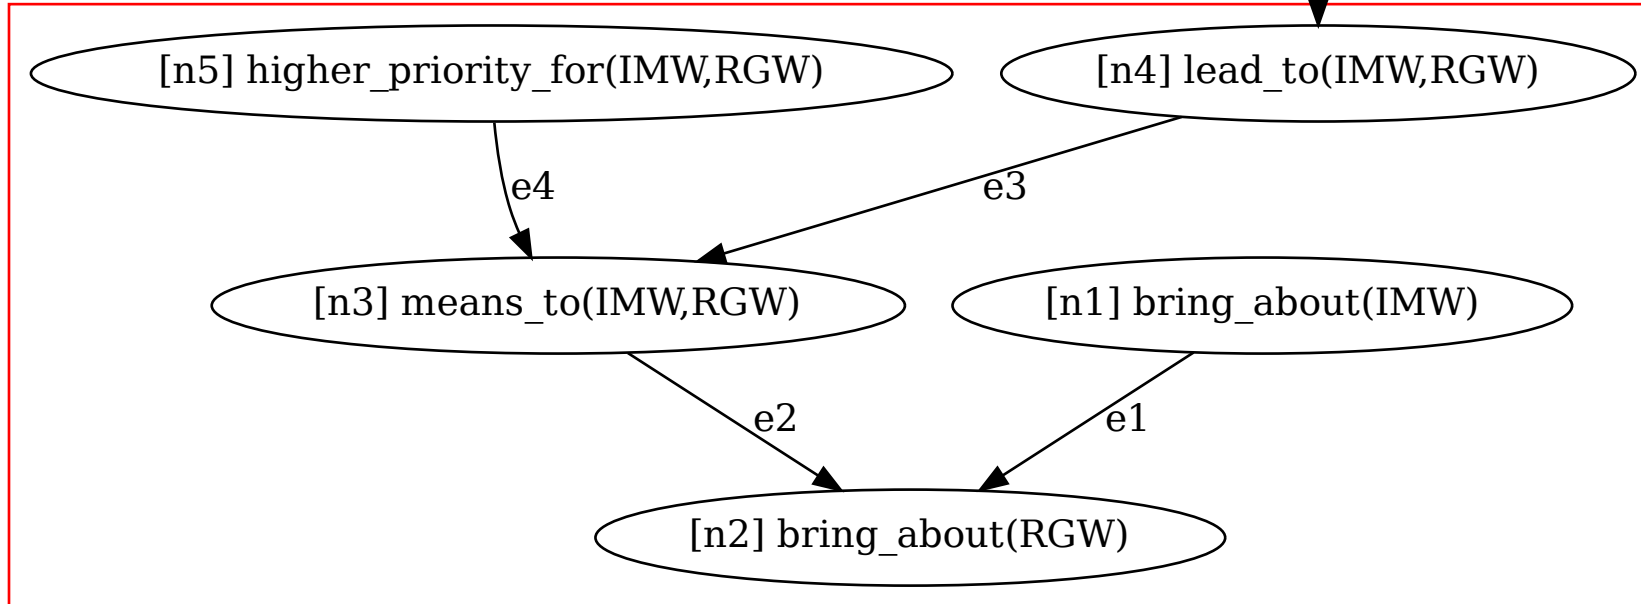 [n5] higher_priority_for(IMW,RGW)
[n4] lead_to(IMW,RGW)
e4
e3
[n3] means_to(IMW,RGW)
[n1] bring_about(IMW)
e2
e1
[n2] bring_about(RGW)